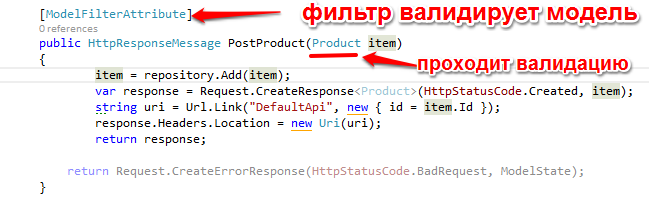 [ModelFilterAttribute]
фильтр валидирует модель
0 references
public HttpResponseMessage PostProduct(Product item)
{
проходит валидацию
item = repository.Add(item);
var response = Request.CreateResponse<Product>(HttpStatusCode.Created, item);
string uri = Url.Link("DefaultApi", new { id = item.Id });
response.Headers.Location = new Uri(uri);
return response;
return Request.CreateErrorResponse(HttpStatusCode.BadRequest, ModelState);
}